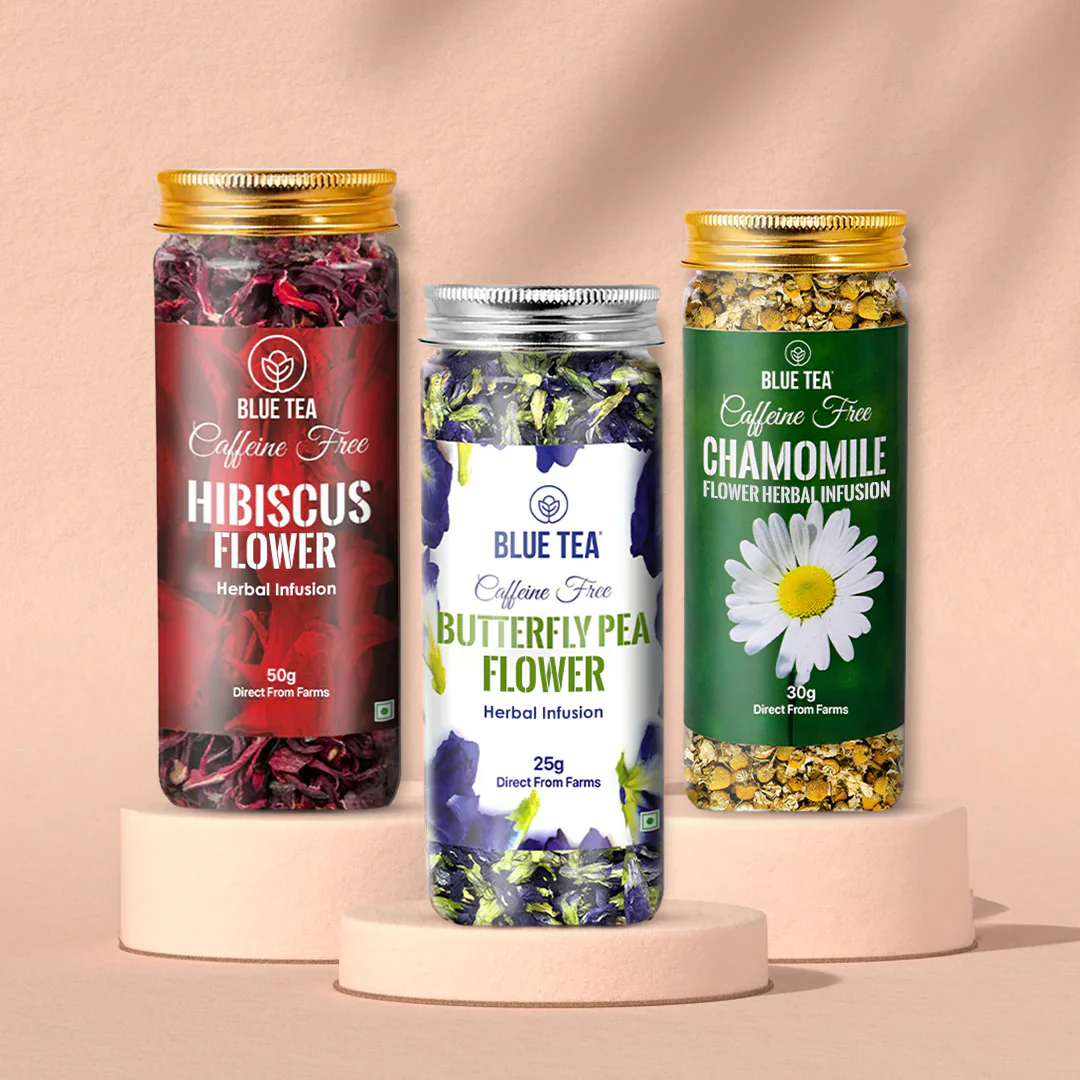 BLUE TEA
Caffeine Free
HIBISCUS
FLOWER
Herbal Infusion
50g
Direct From Farms
BLUE TEA®
Caffeine Free
BUTTERFLY PEA
FLOWER
Herbal Infusion
25g
Direct From Farms
BLUE TEA®
Caffeine Free
CHAMOMILE
FLOWER HERBAL INFUSION
30g
Direct From Farms